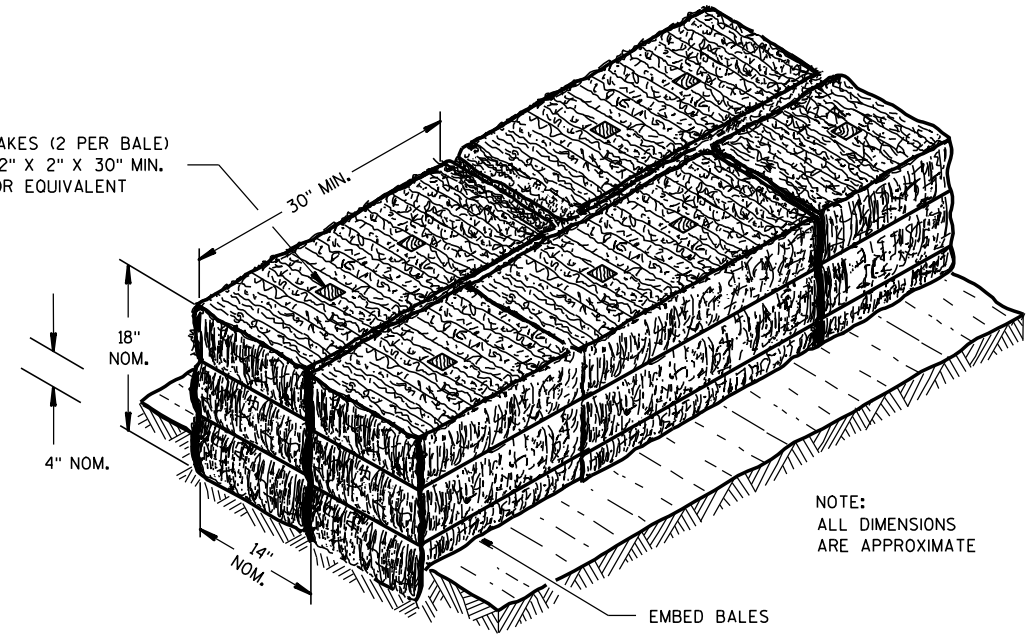 AKES (2 PER BALE)
2" X 2" X 30" MIN.
OR EQUIVALENT
30" MIN.
18"
NOM.
4" NOM.
14"
NOM.
NOTE:
ALL DIMENSIONS
ARE APPROXIMATE
EMBED BALES